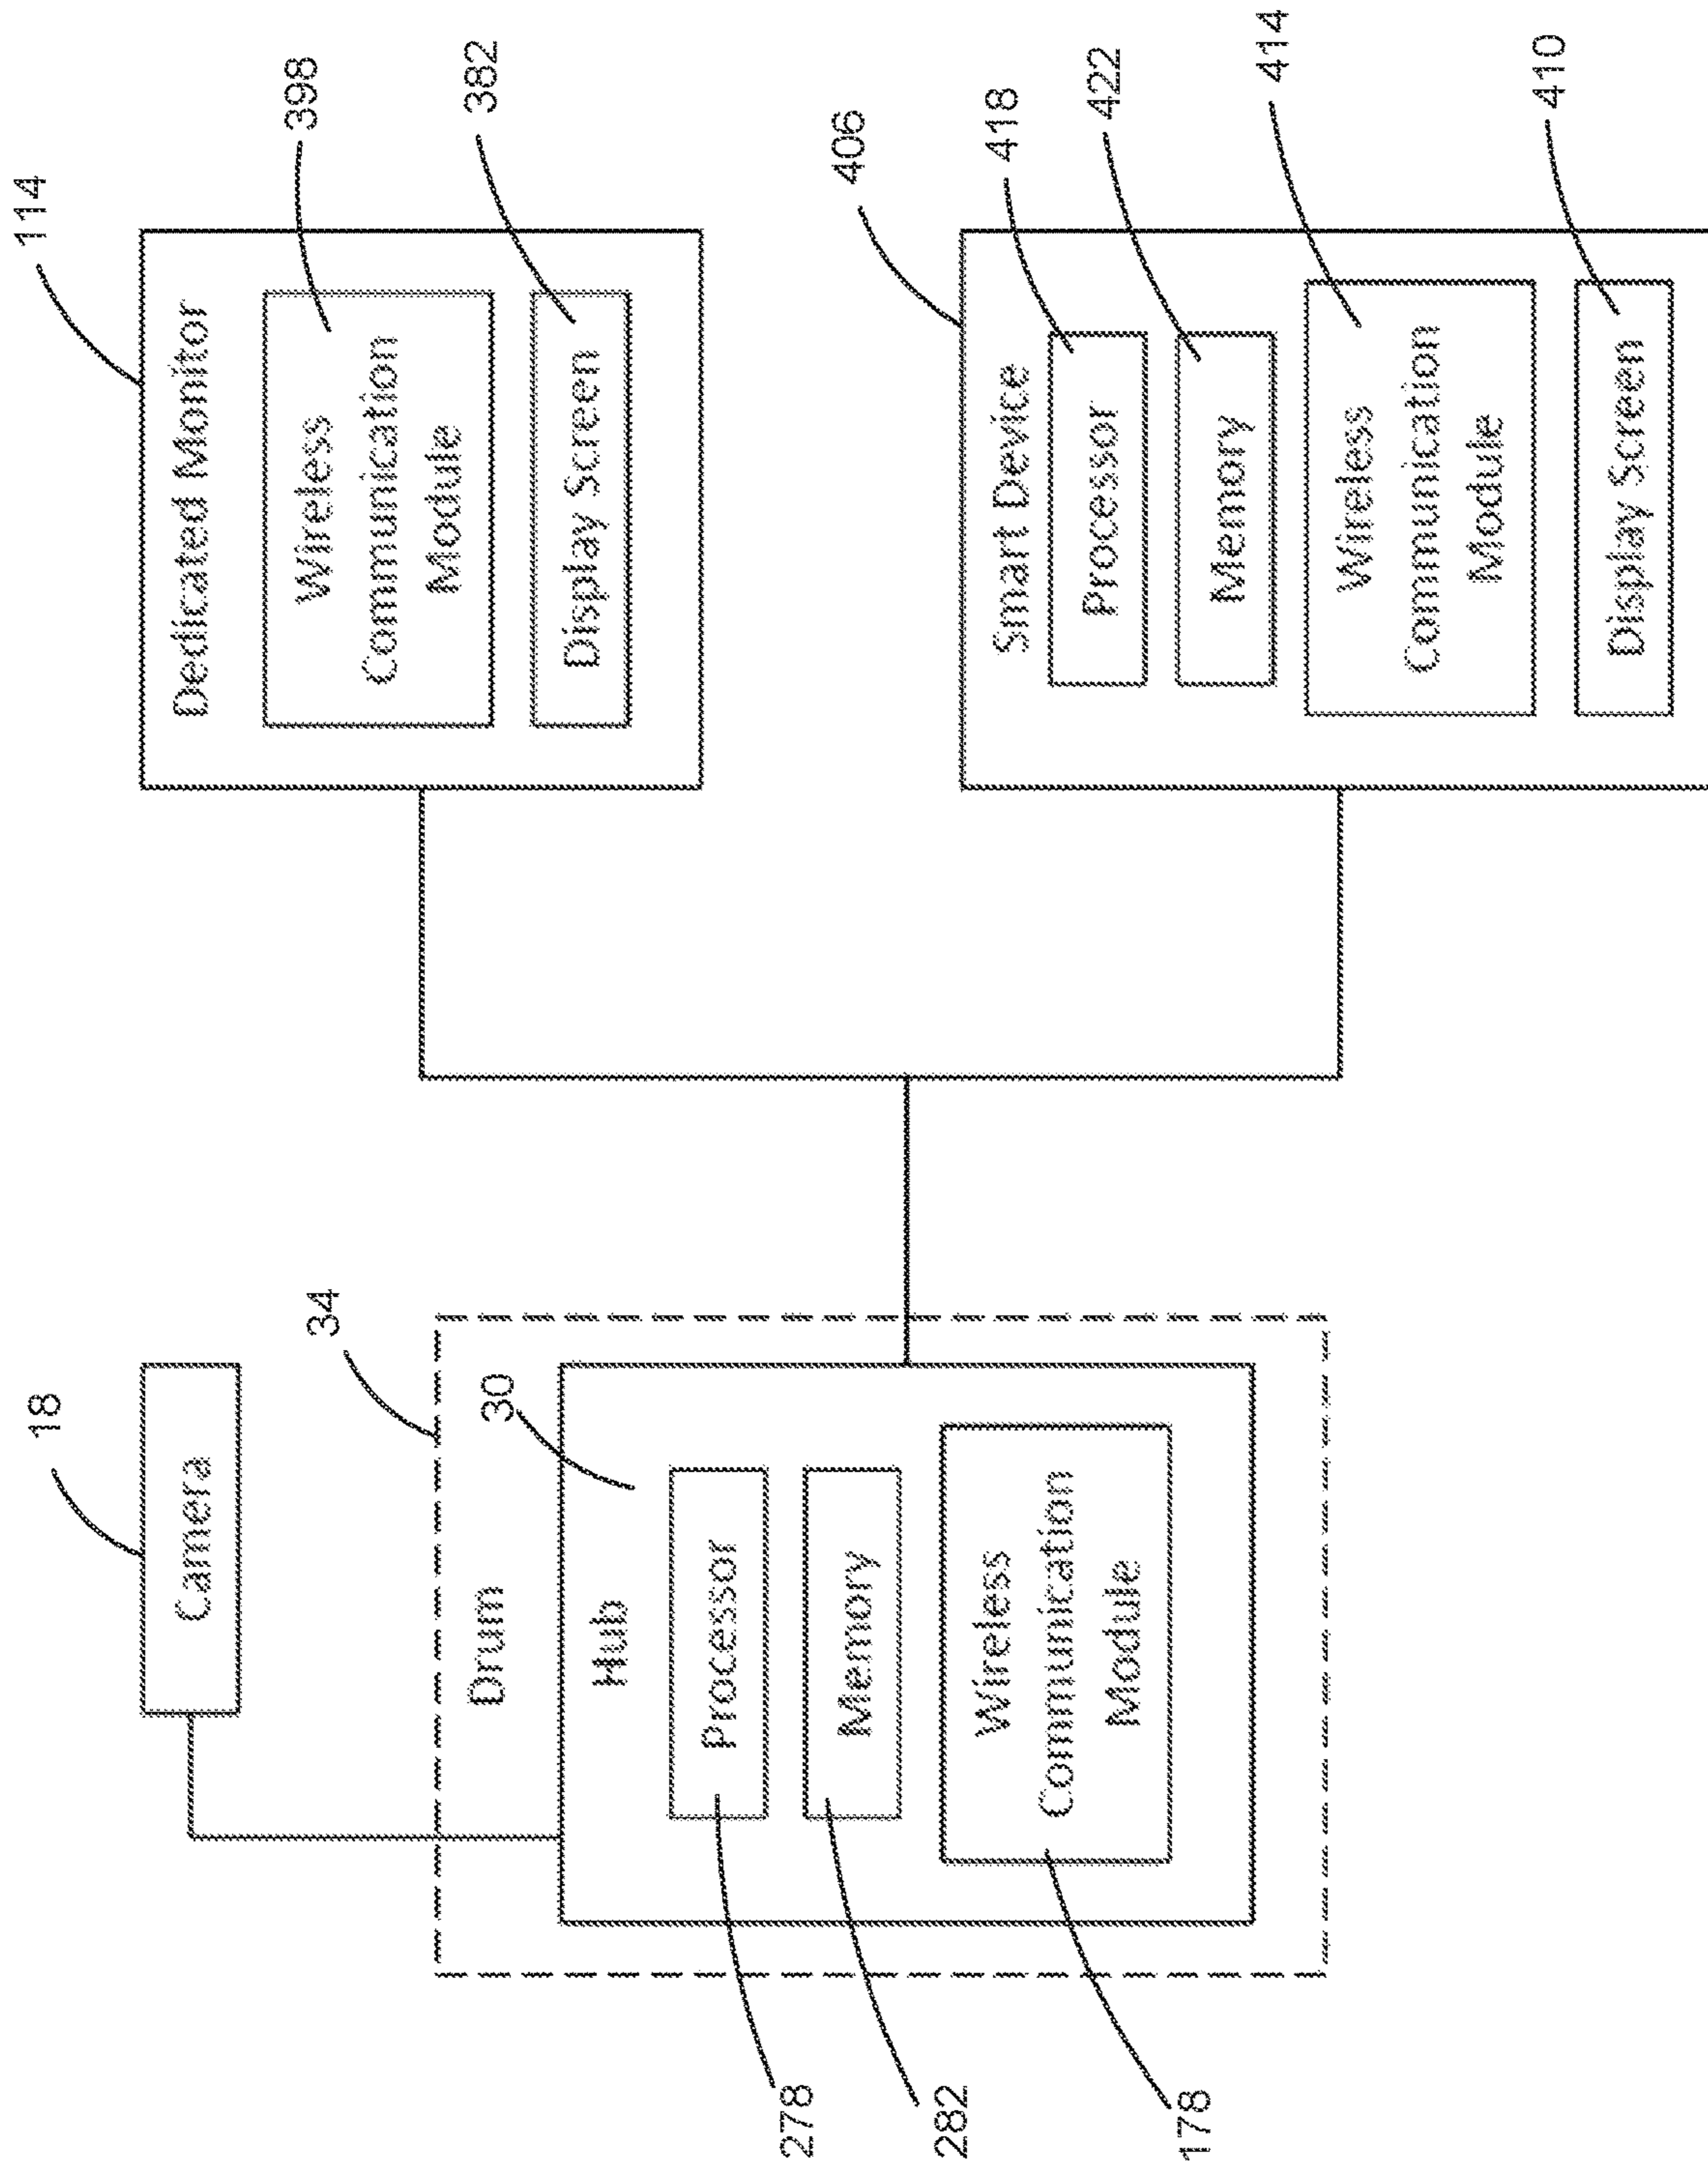 18
Camera
34
Drum
30
Hub
Processor
Memory
Wireless
Communication
Module
278
282
178
114
Dedicated Monitor
398
Wireless
Communication
Module
382
Display Screen
406
Smart Device
418
Processor
422
Memory
414
Wireless
Communication
Module
410
Display Screen